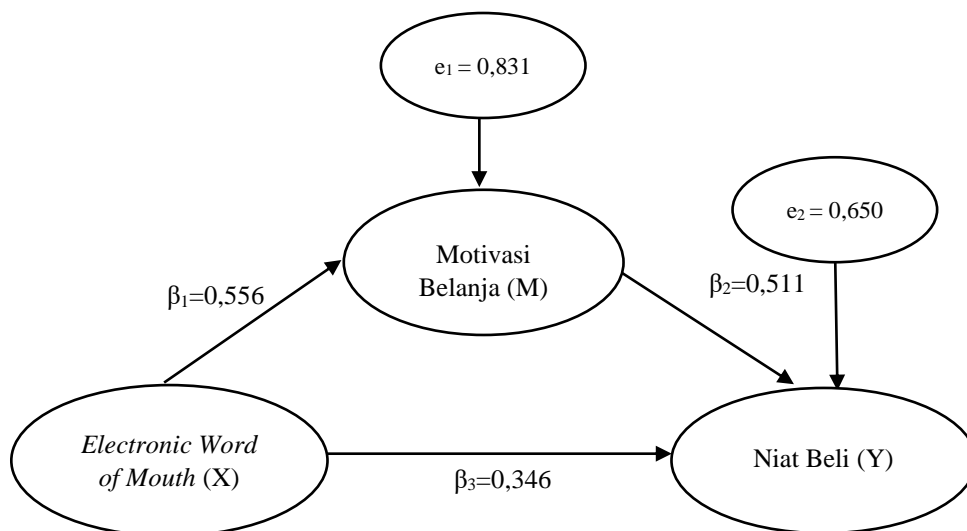 e₁ = 0,831
e₂ = 0,650
Motivasi
Belanja (M)
β₁=0,556
β₂=0,511
Electronic Word
of Mouth (X)
Niat Beli (Y)
β₃=0,346